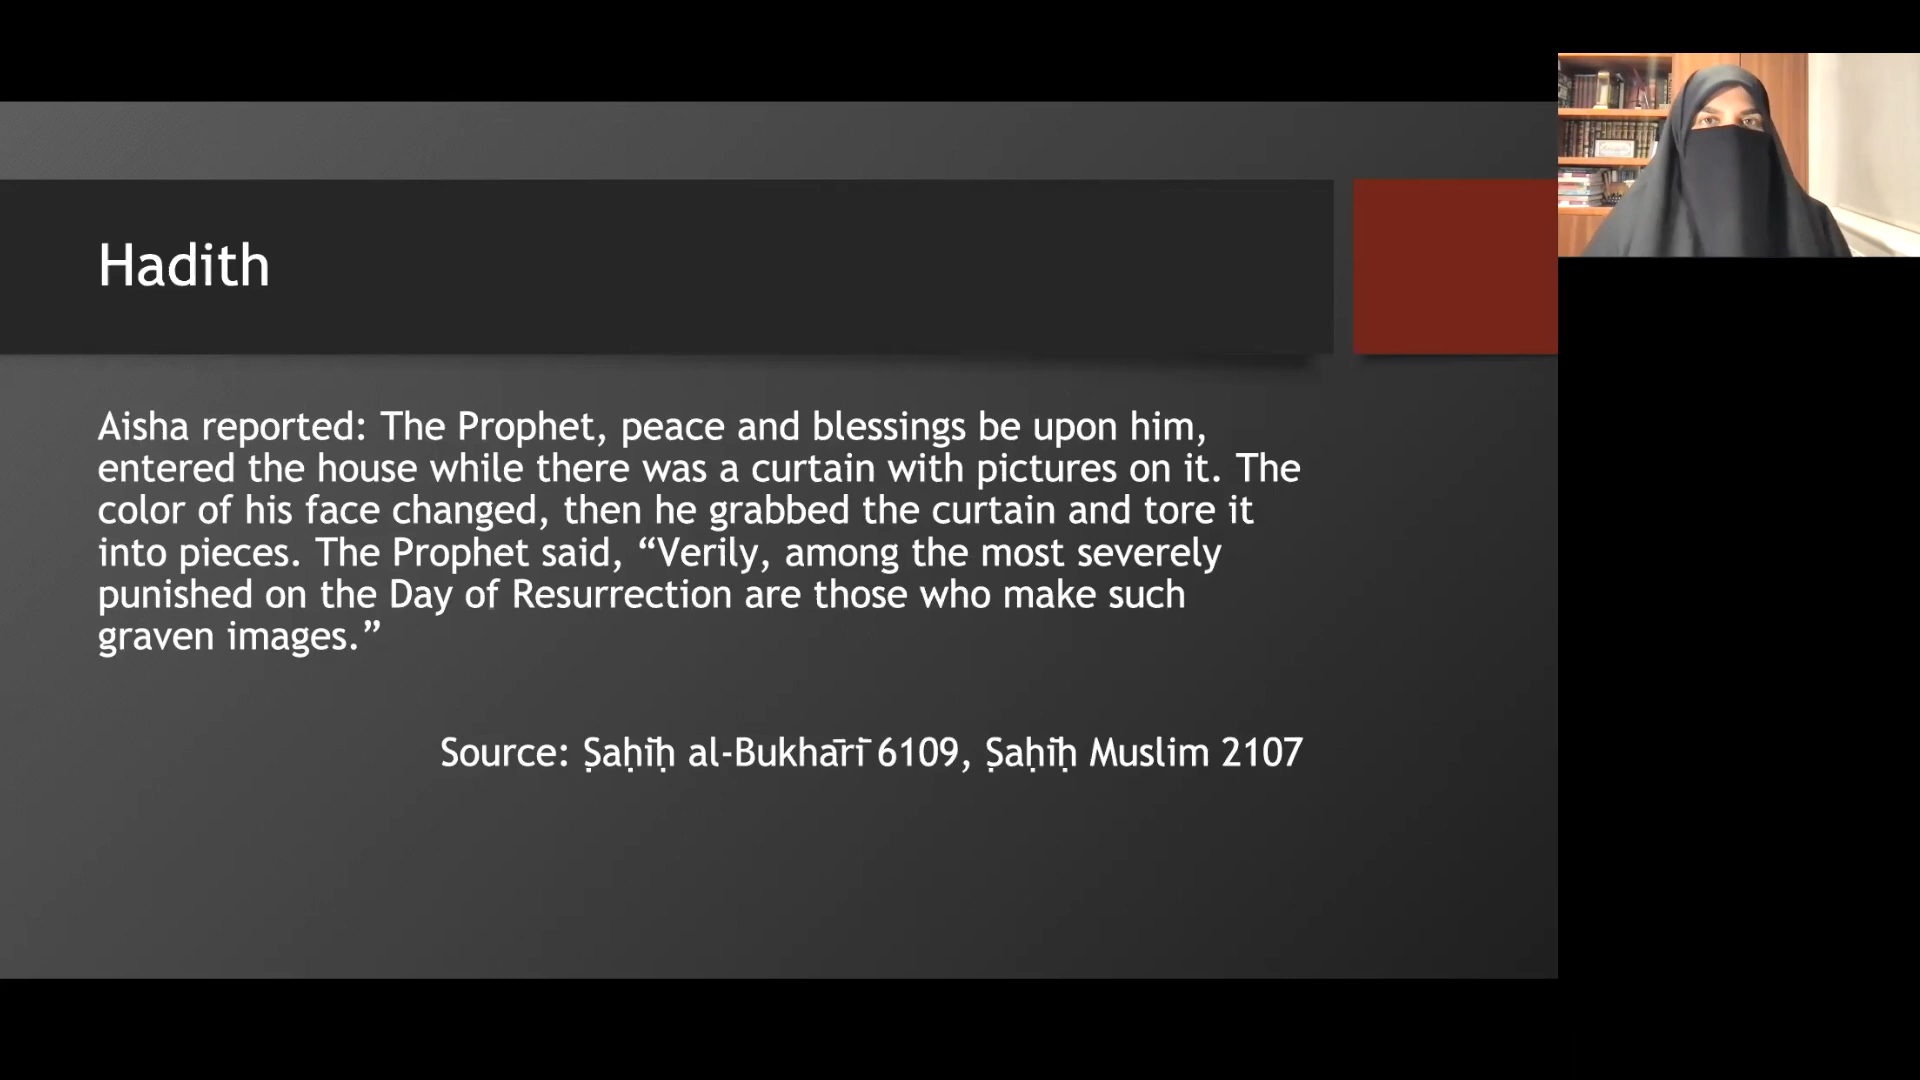 Hadith
Aisha reported: The Prophet, peace and blessings be upon him,
entered the house while there was a curtain with pictures on it. The
color of his face changed, then he grabbed the curtain and tore it
into pieces. The Prophet said, “Verily, among the most severely
punished on the Day of Resurrection are those who make such
graven images.”
Source: Ṣaḥīḥ al-Bukhārī 6109, Ṣaḥīḥ Muslim 2107